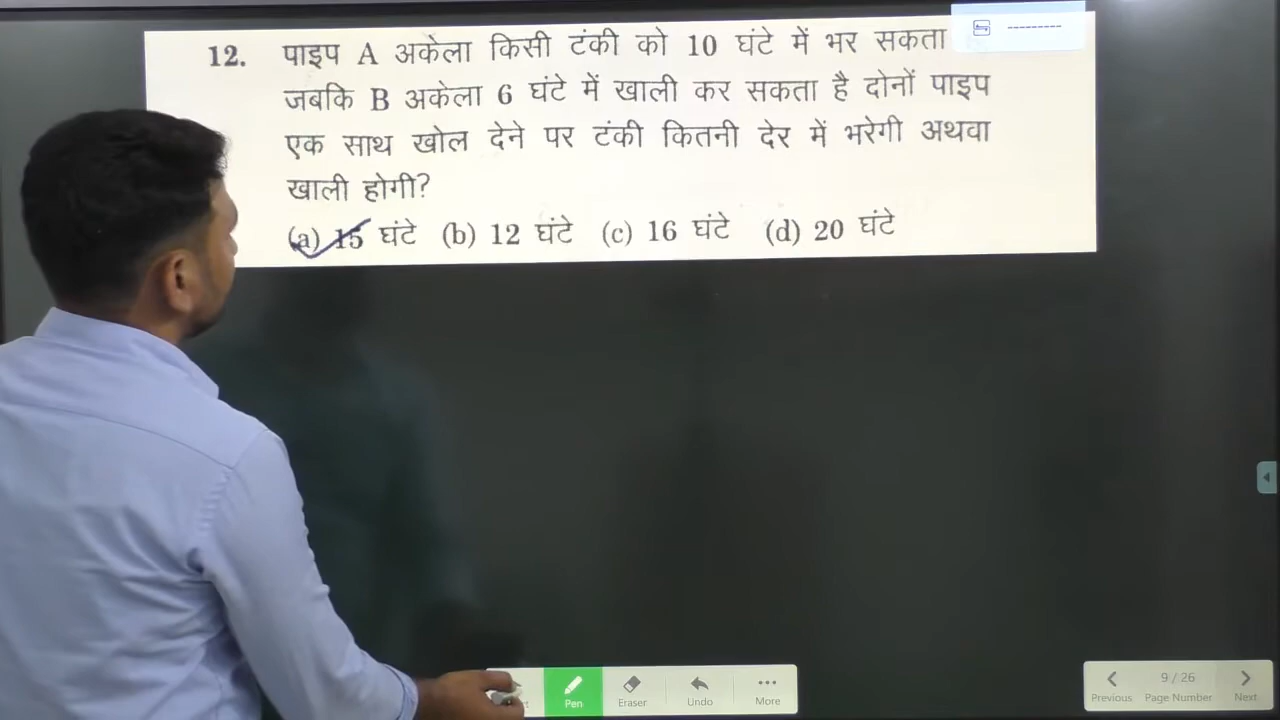 12. पाइप A अकेला किसी टंकी को 10 घंटे में भर सकता
जबकि B अकेला 6 घंटे में खाली कर सकता है दोनों पाइप
एक साथ खोल देने पर टंकी कितनी देर में भरेगी अथवा
खाली होगी?
(a) 15 घंटे (b) 12 घंटे (c) 16 घंटे (d) 20 घंटे
Pen Eraser Undo More
9 / 26
Previous Page Number Next